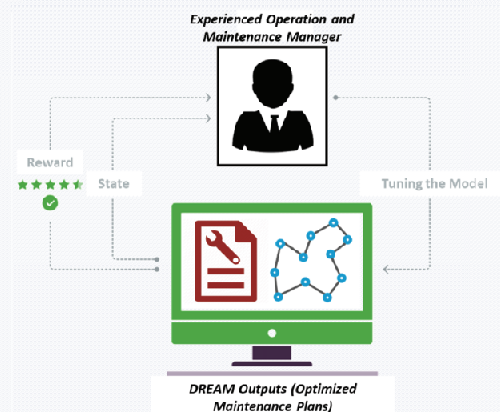 Experienced Operation and
Maintenance Manager
Reward
State
Tuning the Model
DREAM Outputs (Optimized
Maintenance Plans)